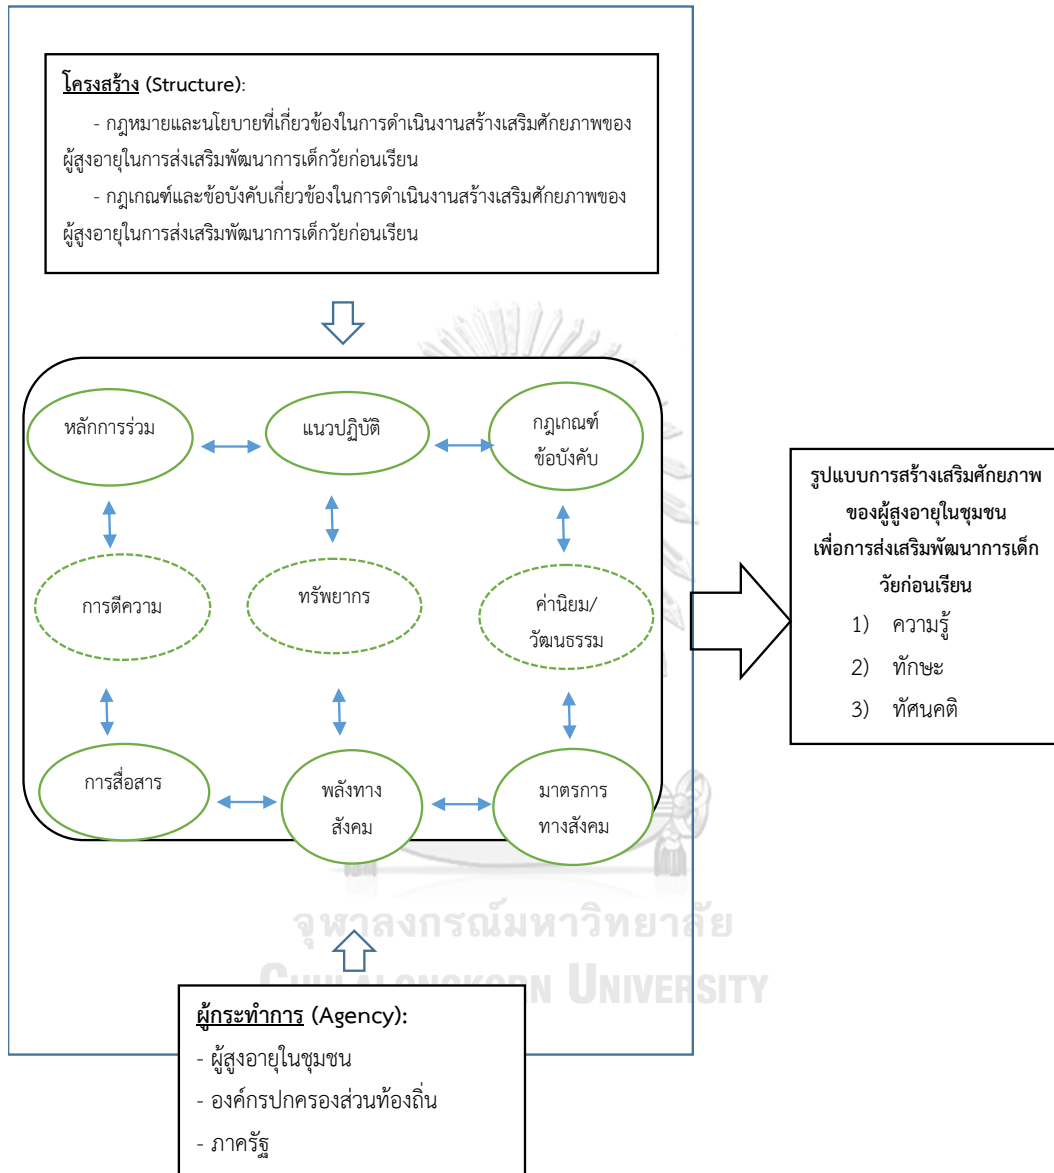 โครงสร้าง (Structure):
- กฎหมายและนโยบายที่เกี่ยวข้องในการดำเนินงานสร้างเสริมศักยภาพของ
ผู้สูงอายุในการส่งเสริมพัฒนาการเด็กวัยก่อนเรียน
- กฎเกณฑ์และข้อบังคับเกี่ยวข้องในการดำเนินงานสร้างเสริมศักยภาพของ
ผู้สูงอายุในการส่งเสริมพัฒนาการเด็กวัยก่อนเรียน
หลักการร่วม
แนวปฏิบัติ
กฎเกณฑ์
ข้อบังคับ
การตีความ
ทรัพยากร
ค่านิยม/
วัฒนธรรม
การสื่อสาร
พลังทาง
สังคม
มาตรการ
ทางสังคม
รูปแบบการสร้างเสริมศักยภาพ
ของผู้สูงอายุในชุมชน
เพื่อการส่งเสริมพัฒนาการเด็ก
วัยก่อนเรียน
1) ความรู้
2) ทักษะ
3) ทัศนคติ
จุฬาลงกรณ์มหาวิทยาลัย
CHULALONGKORN UNIVERSITY
ผู้กระทำการ (Agency):
- ผู้สูงอายุในชุมชน
- องค์กรปกครองส่วนท้องถิ่น
- ภาครัฐ